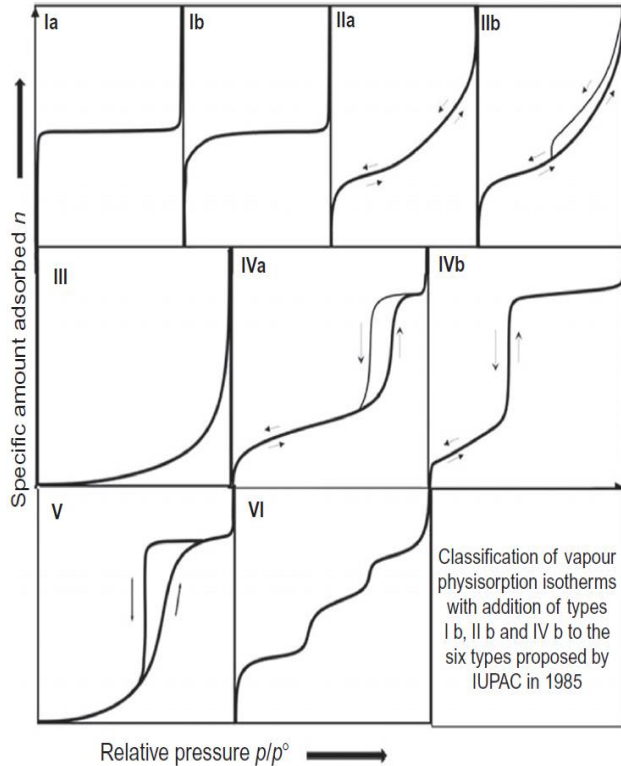 Ia
Ib
IIa
IIb
III
IVa
IVb
V
VI
Classification of vapour
physisorption isotherms
with addition of types
I b, II b and IV b to the
six types proposed by
IUPAC in 1985
Specific amount adsorbed n
Relative pressure p/p°